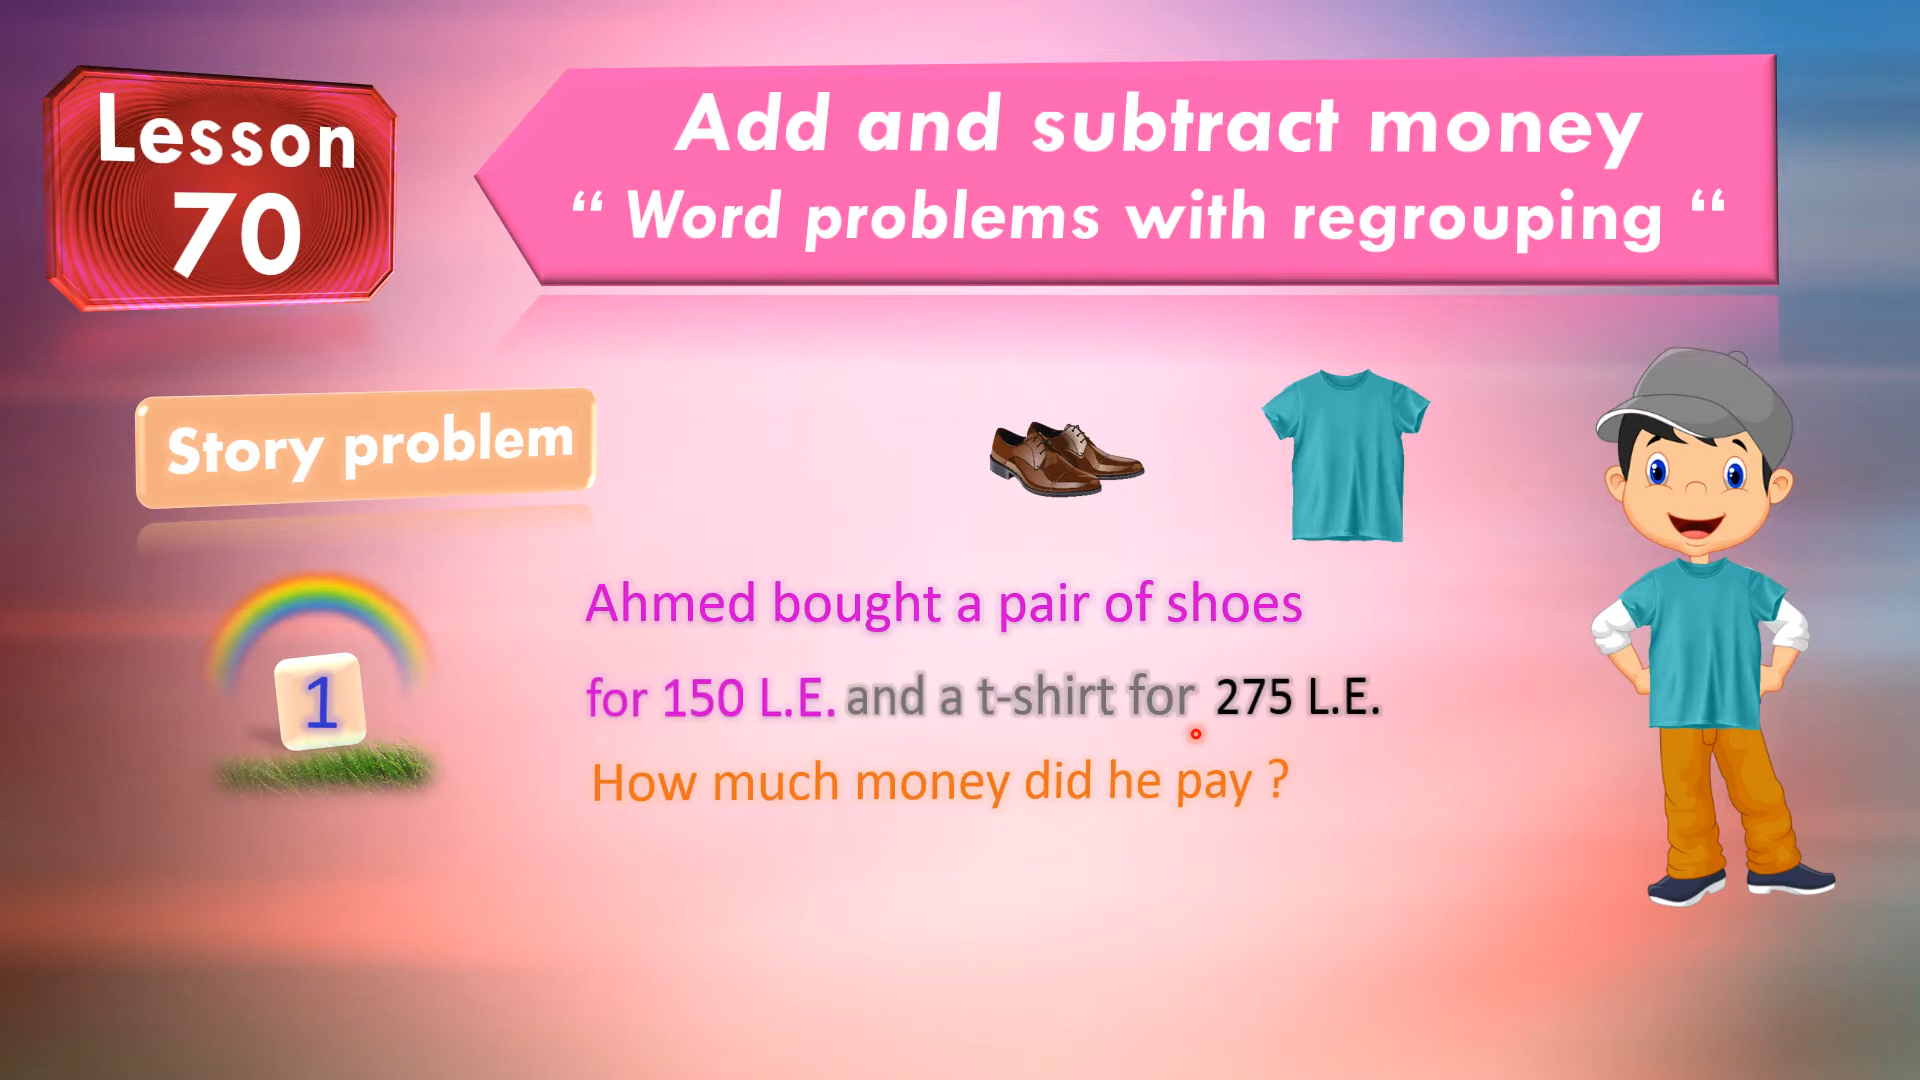 Lesson
70
Add and subtract money
“ Word problems with regrouping “
Story problem
1
Ahmed bought a pair of shoes
for 150 L.E. and a t-shirt for 275 L.E.
How much money did he pay ?